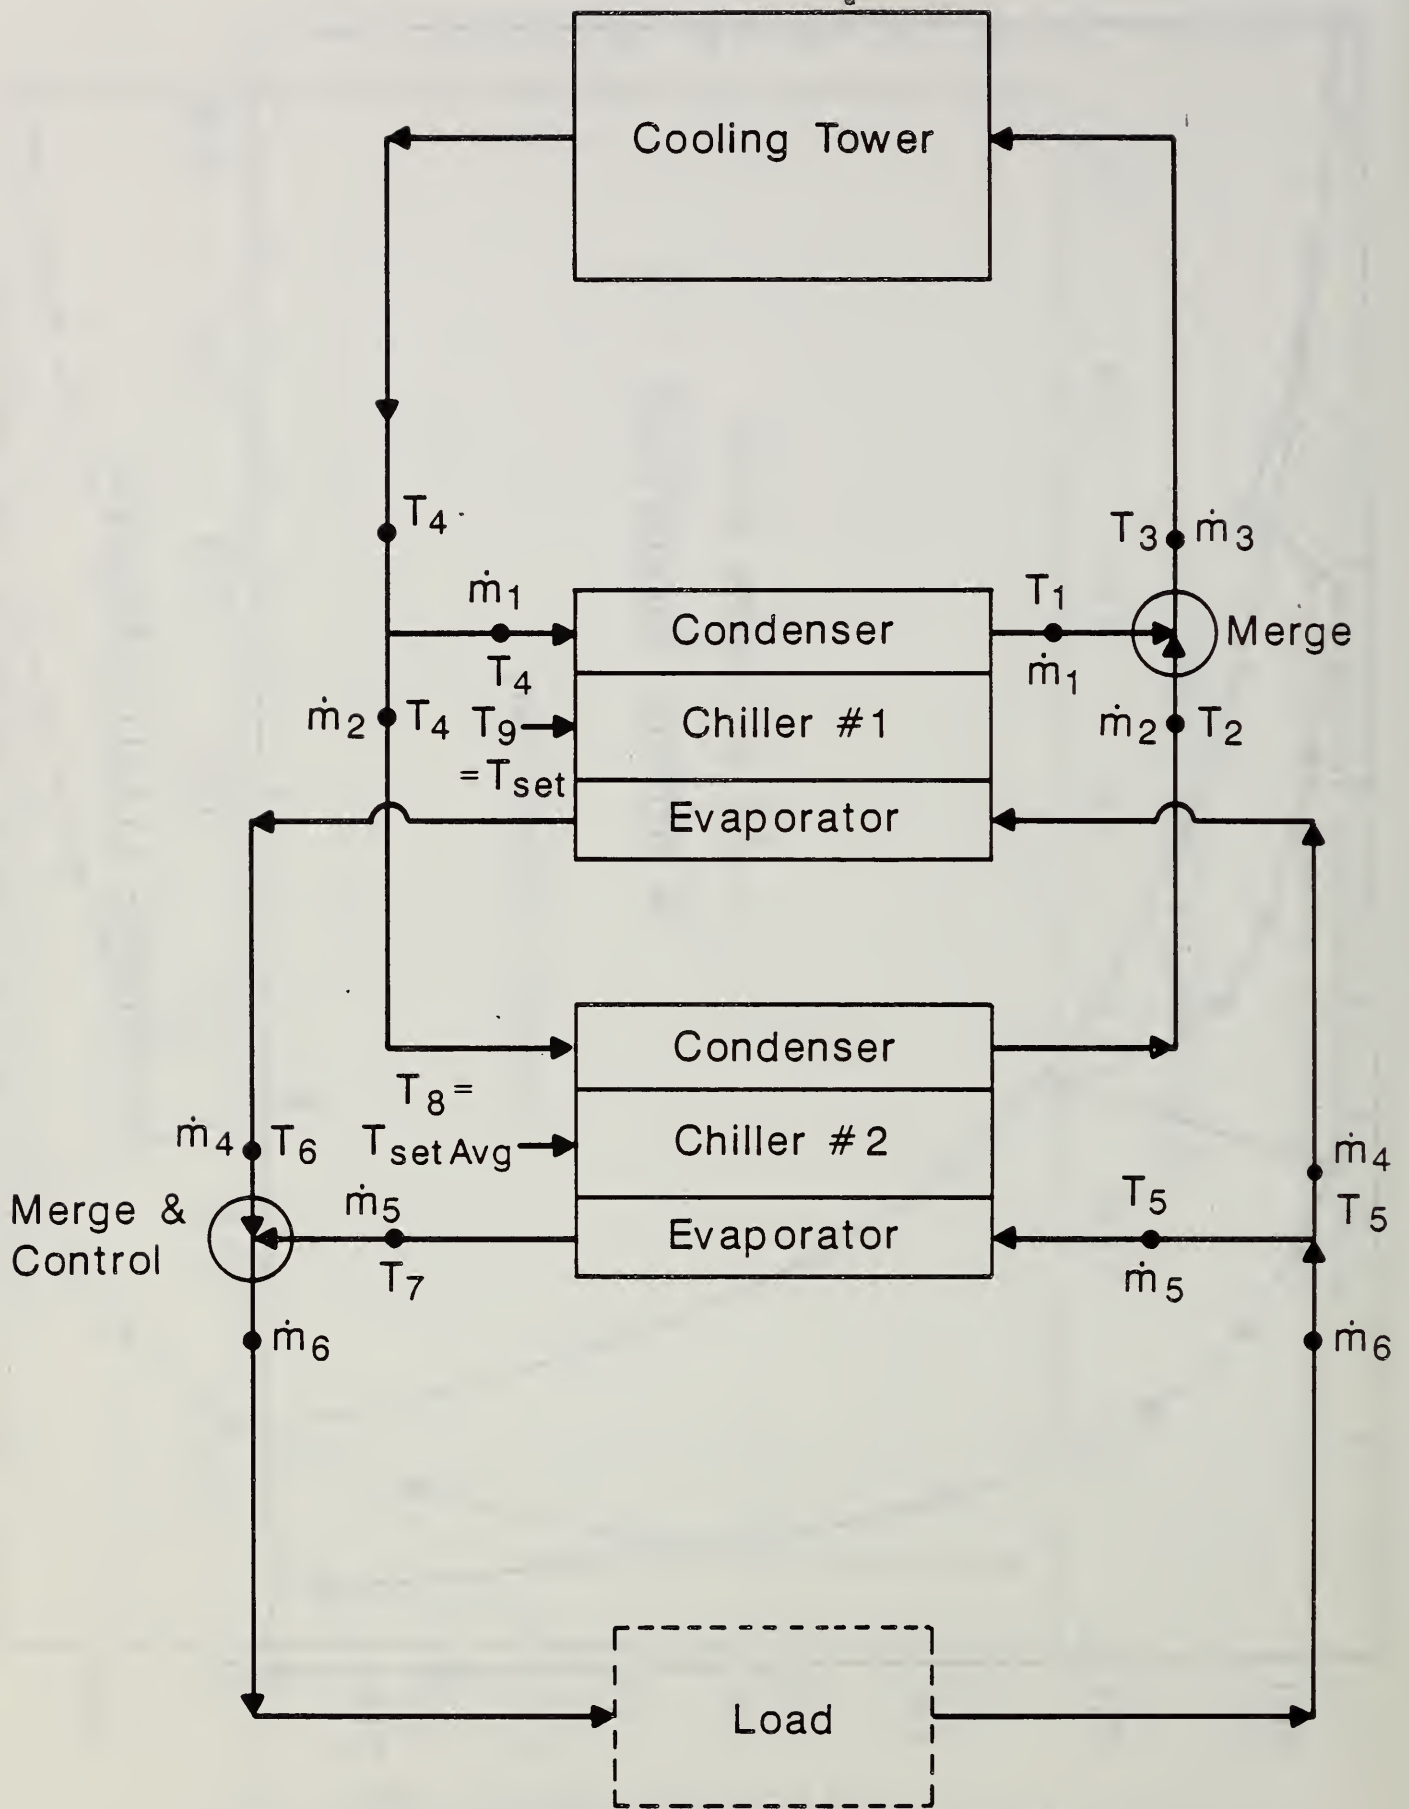 Cooling Tower
T4
T3 ṁ3
ṁ1
T4
Condenser
T1
ṁ1
Merge
ṁ2 T4
T9
=Tset
Chiller #1
ṁ2 T2
Evaporator
Condenser
T8=
Tset Avg
Chiller #2
ṁ4 T6
ṁ4
T5
Merge &
Control
ṁ5
T7
Evaporator
T5
ṁ5
ṁ6
ṁ6
Load